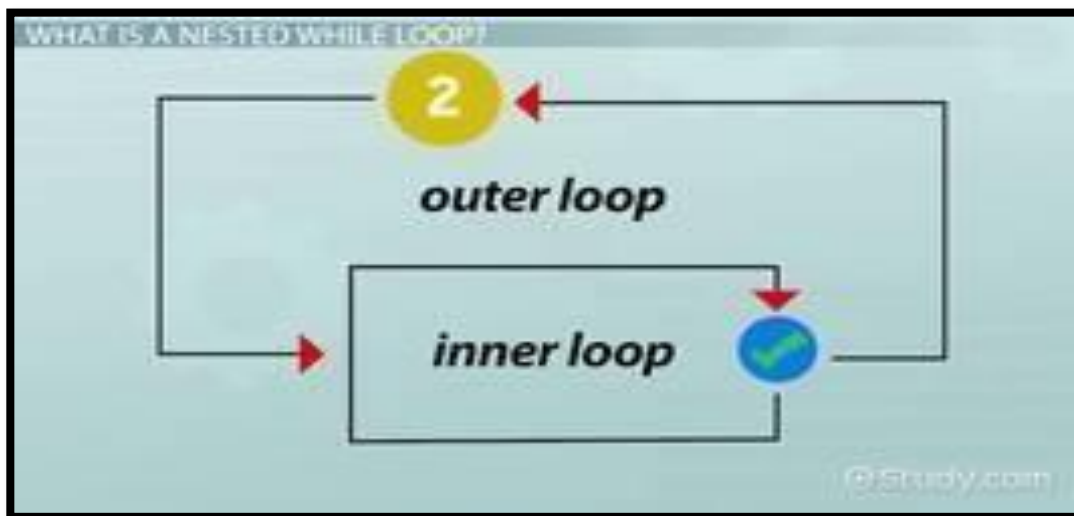 WHAT IS A NESTED WHILE LOOP?
2
outer loop
inner loop
Study.com